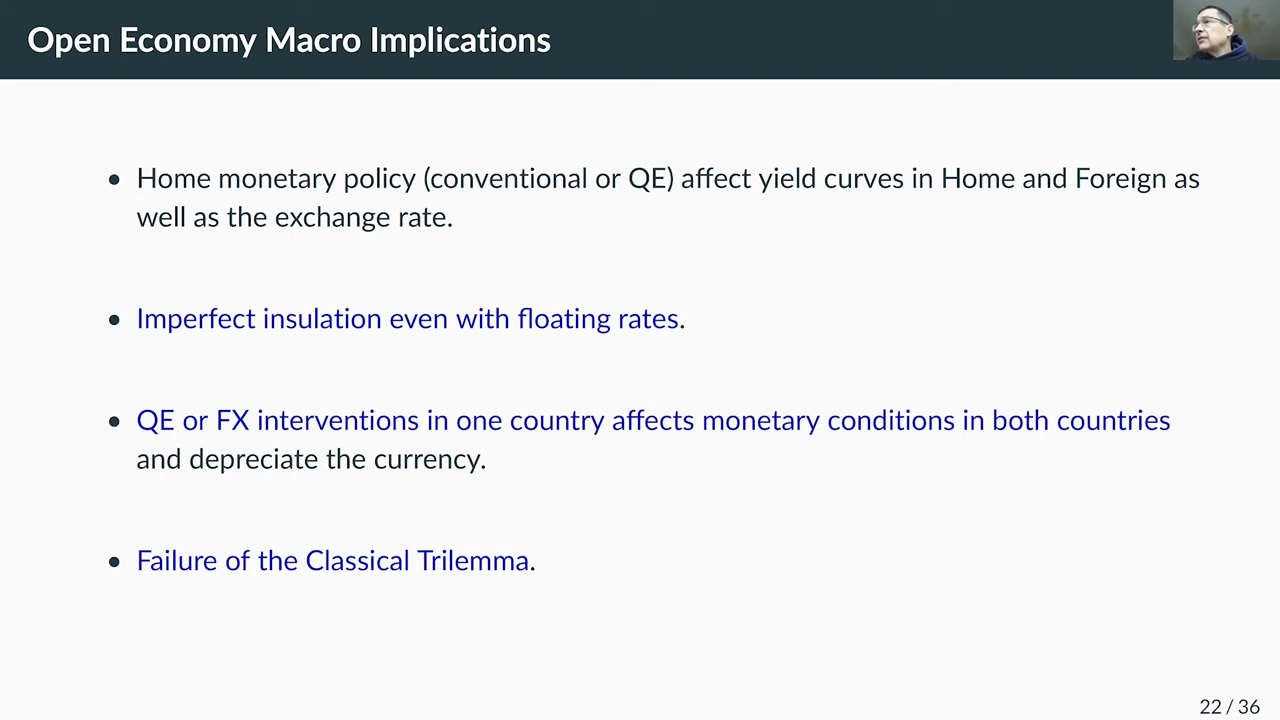 Open Economy Macro Implications
• Home monetary policy (conventional or QE) affect yield curves in Home and Foreign as
well as the exchange rate.
• Imperfect insulation even with floating rates.
• QE or FX interventions in one country affects monetary conditions in both countries
and depreciate the currency.
• Failure of the Classical Trilemma.
22 / 36